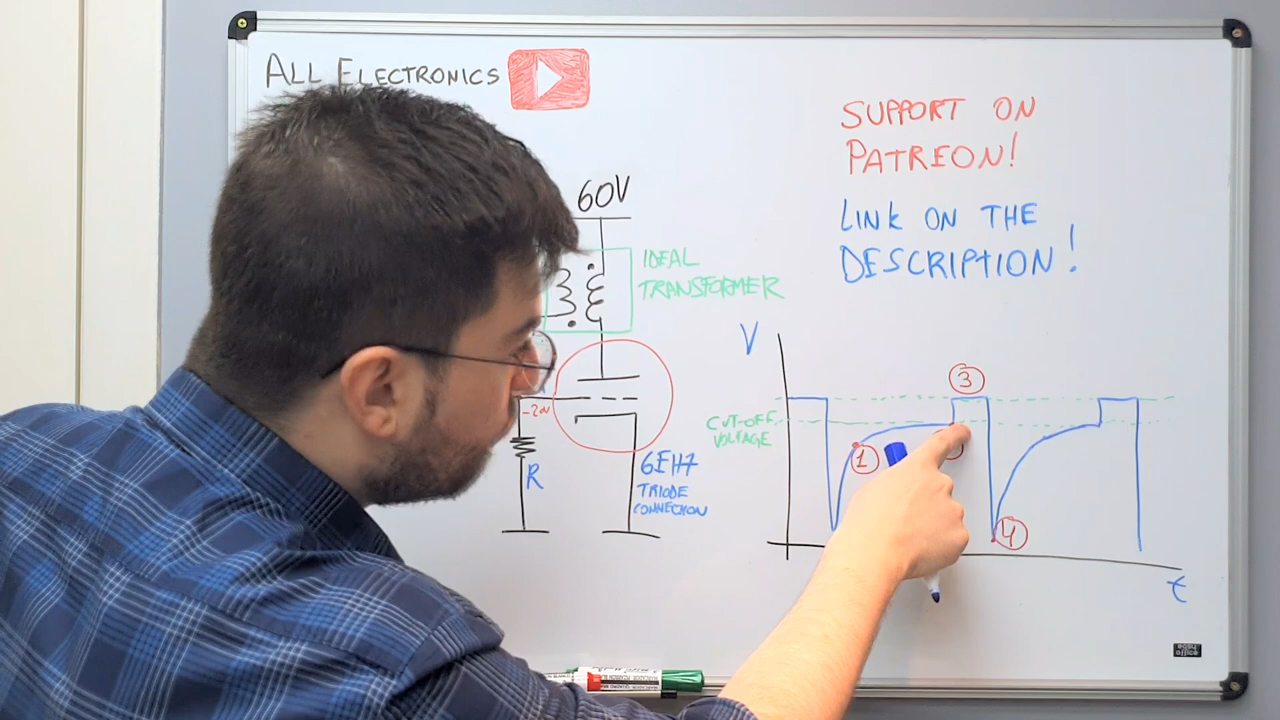 ALL ELECTRONICS
SUPPORT ON
PATREON!
LINK ON THE
DESCRIPTION!
60V
IDEAL
TRANSFORMER
V
3
CUT-OFF
VOLTAGE
1
R
6EH7
TRIODE
CONNECTION
4
t